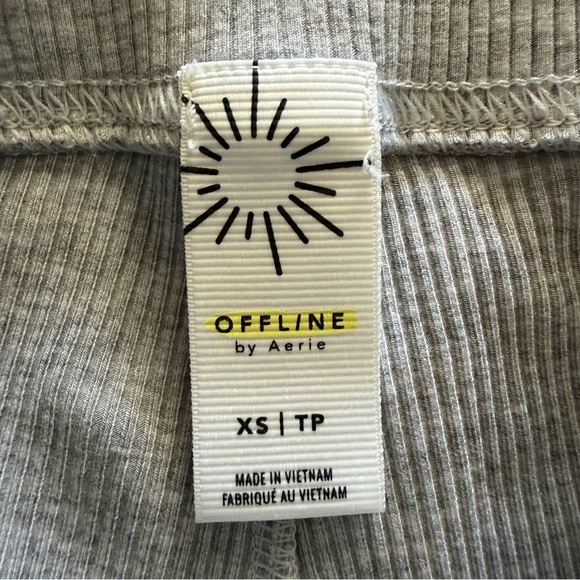 OFFLINE
by Aerie
XS | TP
MADE IN VIETNAM
FABRIQUÉ AU VIETNAM